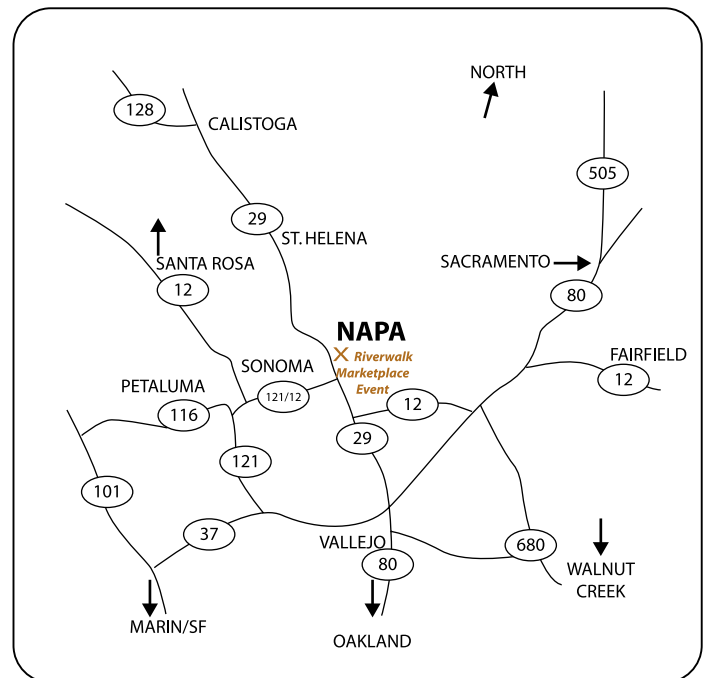 NORTH
128
CALISTOGA
505
29
ST. HELENA
SANTA ROSA
SACRAMENTO
12
80
NAPA
X Riverwalk
Marketplace
Event
SONOMA
FAIRFIELD
PETALUMA
121/12
12
12
116
29
121
101
37
VALLEJO
680
80
WALNUT
CREEK
MARIN/SF
OAKLAND